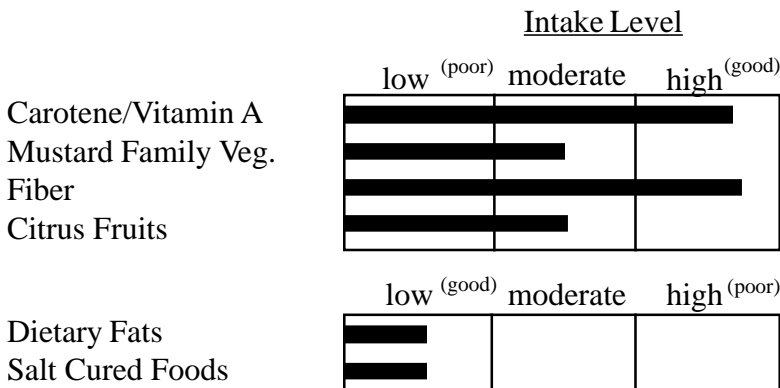 Intake Level
low (poor) moderate high (good)
Carotene/Vitamin A
Mustard Family Veg.
Fiber
Citrus Fruits
low (good) moderate high (poor)
Dietary Fats
Salt Cured Foods